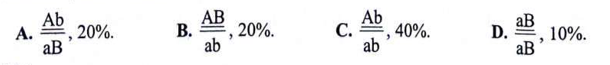 A. Ab/aB, 20%. B. AB/ab, 20%. C. Ab/ab, 40%. D. aB/aB, 10%.